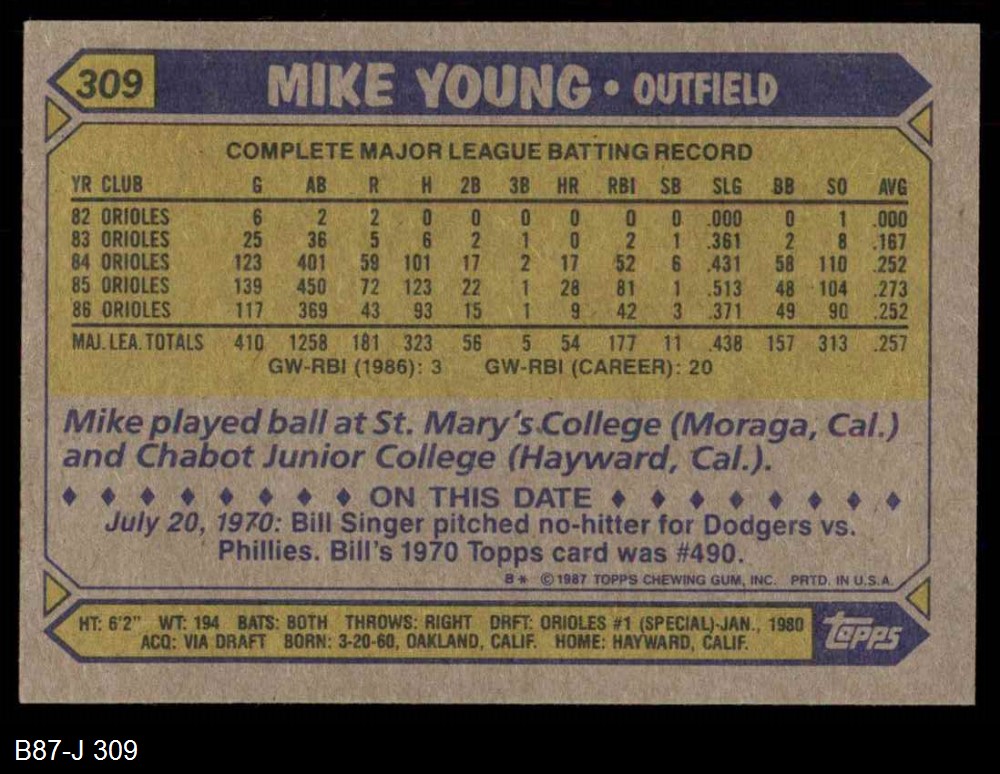 309 MIKE YOUNG • OUTFIELD
COMPLETE MAJOR LEAGUE BATTING RECORD
YR CLUB G AB R H 2B 3B HR RBI SB SLG BB SO AVG
82 ORIOLES 6 2 2 0 0 0 0 0 0 .000 0 1 .000
83 ORIOLES 25 36 5 6 2 1 0 2 1 .361 2 8 .167
84 ORIOLES 123 401 59 101 17 2 17 52 6 .431 58 110 .252
85 ORIOLES 139 450 72 123 22 1 28 81 1 .513 48 104 .273
86 ORIOLES 117 369 43 93 15 1 9 42 3 .371 49 90 .252
MAJ. LEA. TOTALS 410 1258 181 323 56 5 54 177 11 .438 157 313 .257
GW-RBI (1986): 3 GW-RBI (CAREER): 20
Mike played ball at St. Mary's College (Moraga, Cal.)
and Chabot Junior College (Hayward, Cal.).
♦ ♦ ♦ ♦ ♦ ♦ ♦ ♦ ON THIS DATE ♦ ♦ ♦ ♦ ♦ ♦ ♦ ♦
July 20, 1970: Bill Singer pitched no-hitter for Dodgers vs.
Phillies. Bill's 1970 Topps card was #490.
B* ©1987 TOPPS CHEWING GUM, INC. PRTD. IN U.S.A.
HT: 6'2" WT: 194 BATS: BOTH THROWS: RIGHT DRFT: ORIOLES #1 (SPECIAL)-JAN., 1980
ACQ: VIA DRAFT BORN: 3-20-60, OAKLAND, CALIF. HOME: HAYWARD, CALIF.
topps
B87-J 309